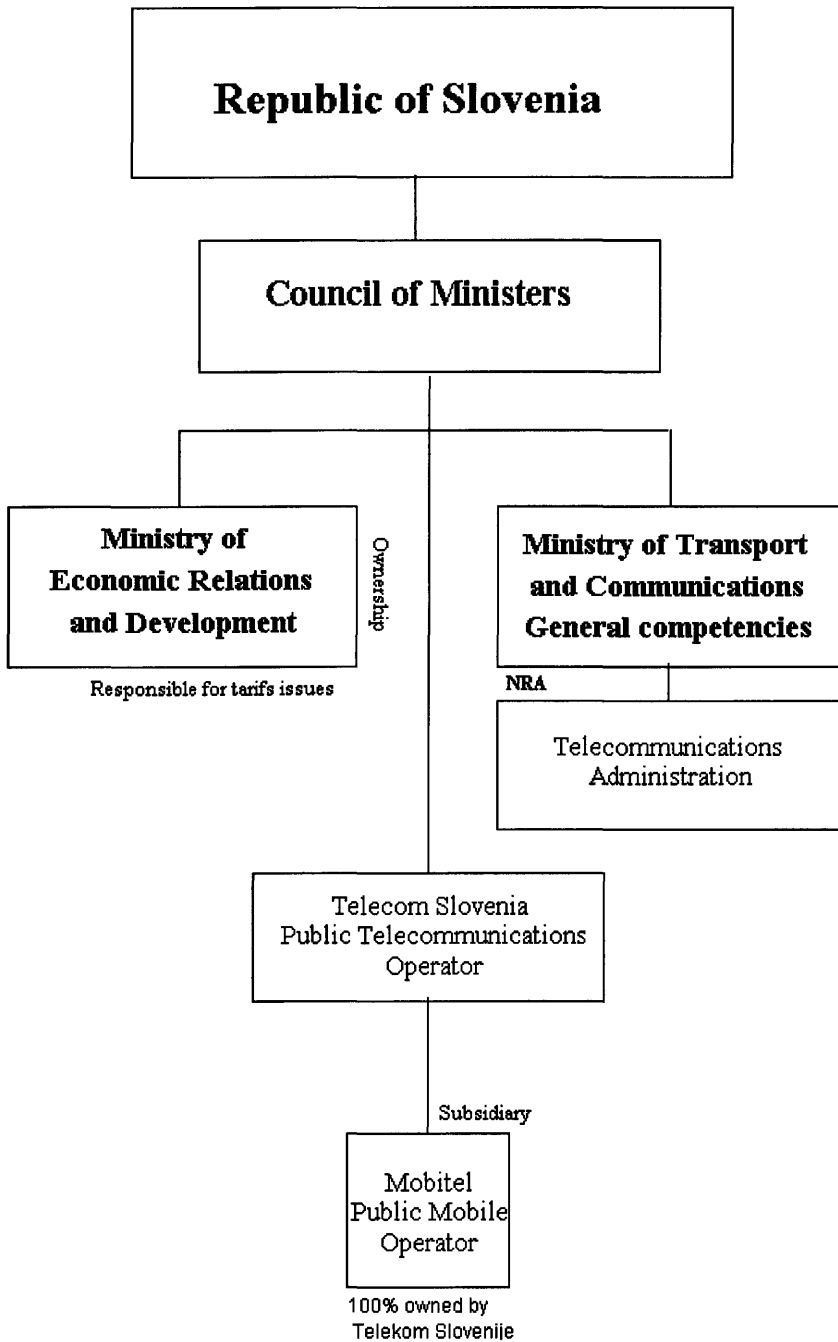 Republic of Slovenia
Council of Ministers
Ministry of
Economic Relations
and Development
Responsible for tarifs issues
Ownership
Ministry of Transport
and Communications
General competencies
NRA
Telecommunications
Administration
Telecom Slovenia
Public Telecommunications
Operator
Subsidiary
Mobitel
Public Mobile
Operator
100% owned by
Telekom Slovenije